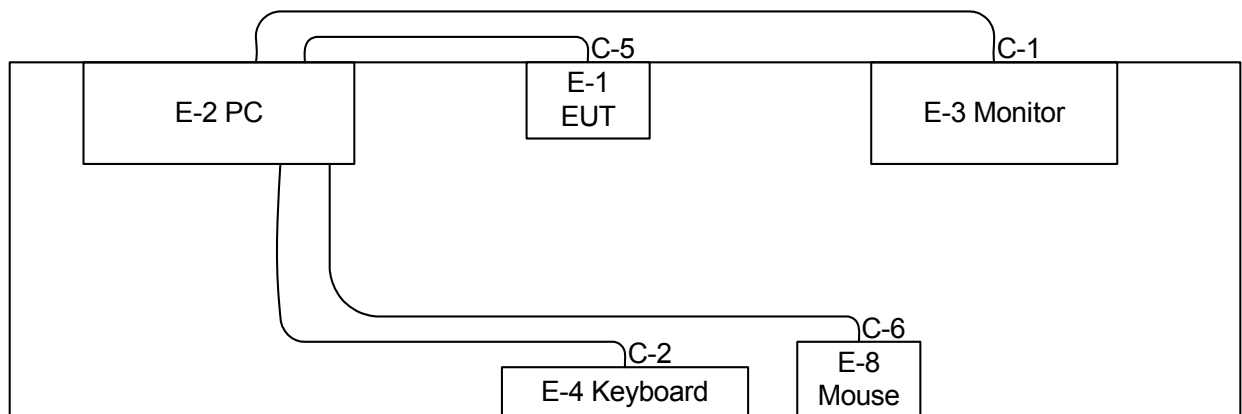 C-5
C-1
E-2 PC
E-1
EUT
E-3 Monitor
C-6
C-2
E-8
Mouse
E-4 Keyboard